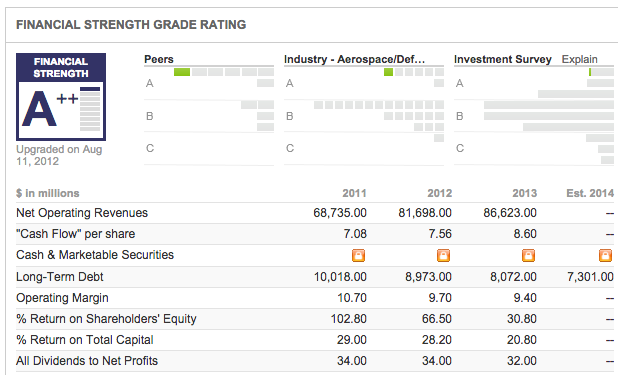 FINANCIAL STRENGTH GRADE RATING
FINANCIAL
STRENGTH
A++
Upgraded on Aug
11, 2012
Peers
A
B
C
Industry - Aerospace/Def...
A
B
C
Investment Survey Explain
A
B
C
$ in millions 2011 2012 2013 Est. 2014
Net Operating Revenues 68,735.00 81,698.00 86,623.00 --
"Cash Flow" per share 7.08 7.56 8.60 --
Cash & Marketable Securities
Long-Term Debt 10,018.00 8,973.00 8,072.00 7,301.00
Operating Margin 10.70 9.70 9.40 --
% Return on Shareholders' Equity 102.80 66.50 30.80 --
% Return on Total Capital 29.00 28.20 20.80 --
All Dividends to Net Profits 34.00 34.00 32.00 --